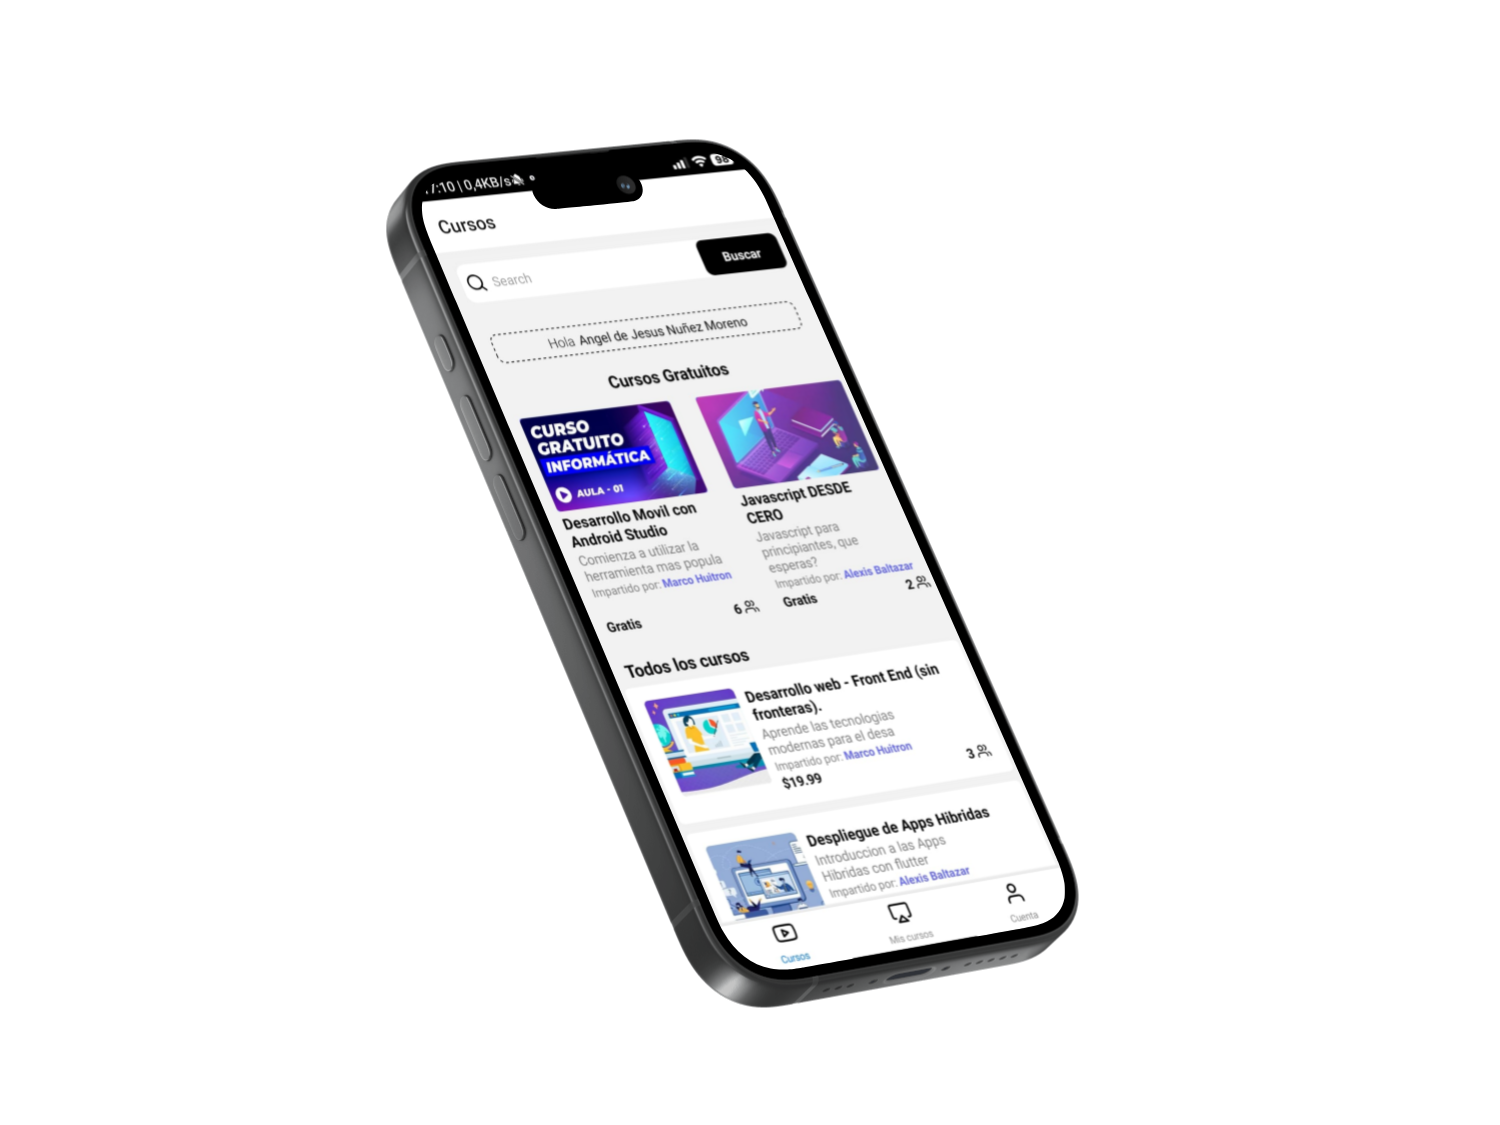 7:10 | 0,4KB/s
98
Cursos
Search
Buscar
Hola Angel de Jesus Nuñez Moreno
Cursos Gratuitos
CURSO
GRATUITO
INFORMÁTICA
AULA - 01
Desarrollo Movil con
Android Studio
Comienza a utilizar la
herramienta mas popula
Impartido por: Marco Huitron
Gratis
6
Javascript DESDE
CERO
Javascript para
principiantes, que
esperas?
Impartido por: Alexis Baltazar
Gratis
2
Todos los cursos
Desarrollo web - Front End (sin
fronteras).
Aprende las tecnologias
modernas para el desa
Impartido por: Marco Huitron
$19.99
3
Despliegue de Apps Hibridas
Introduccion a las Apps
Hibridas con flutter
Impartido por: Alexis Baltazar
Cursos
Mis cursos
Cuenta